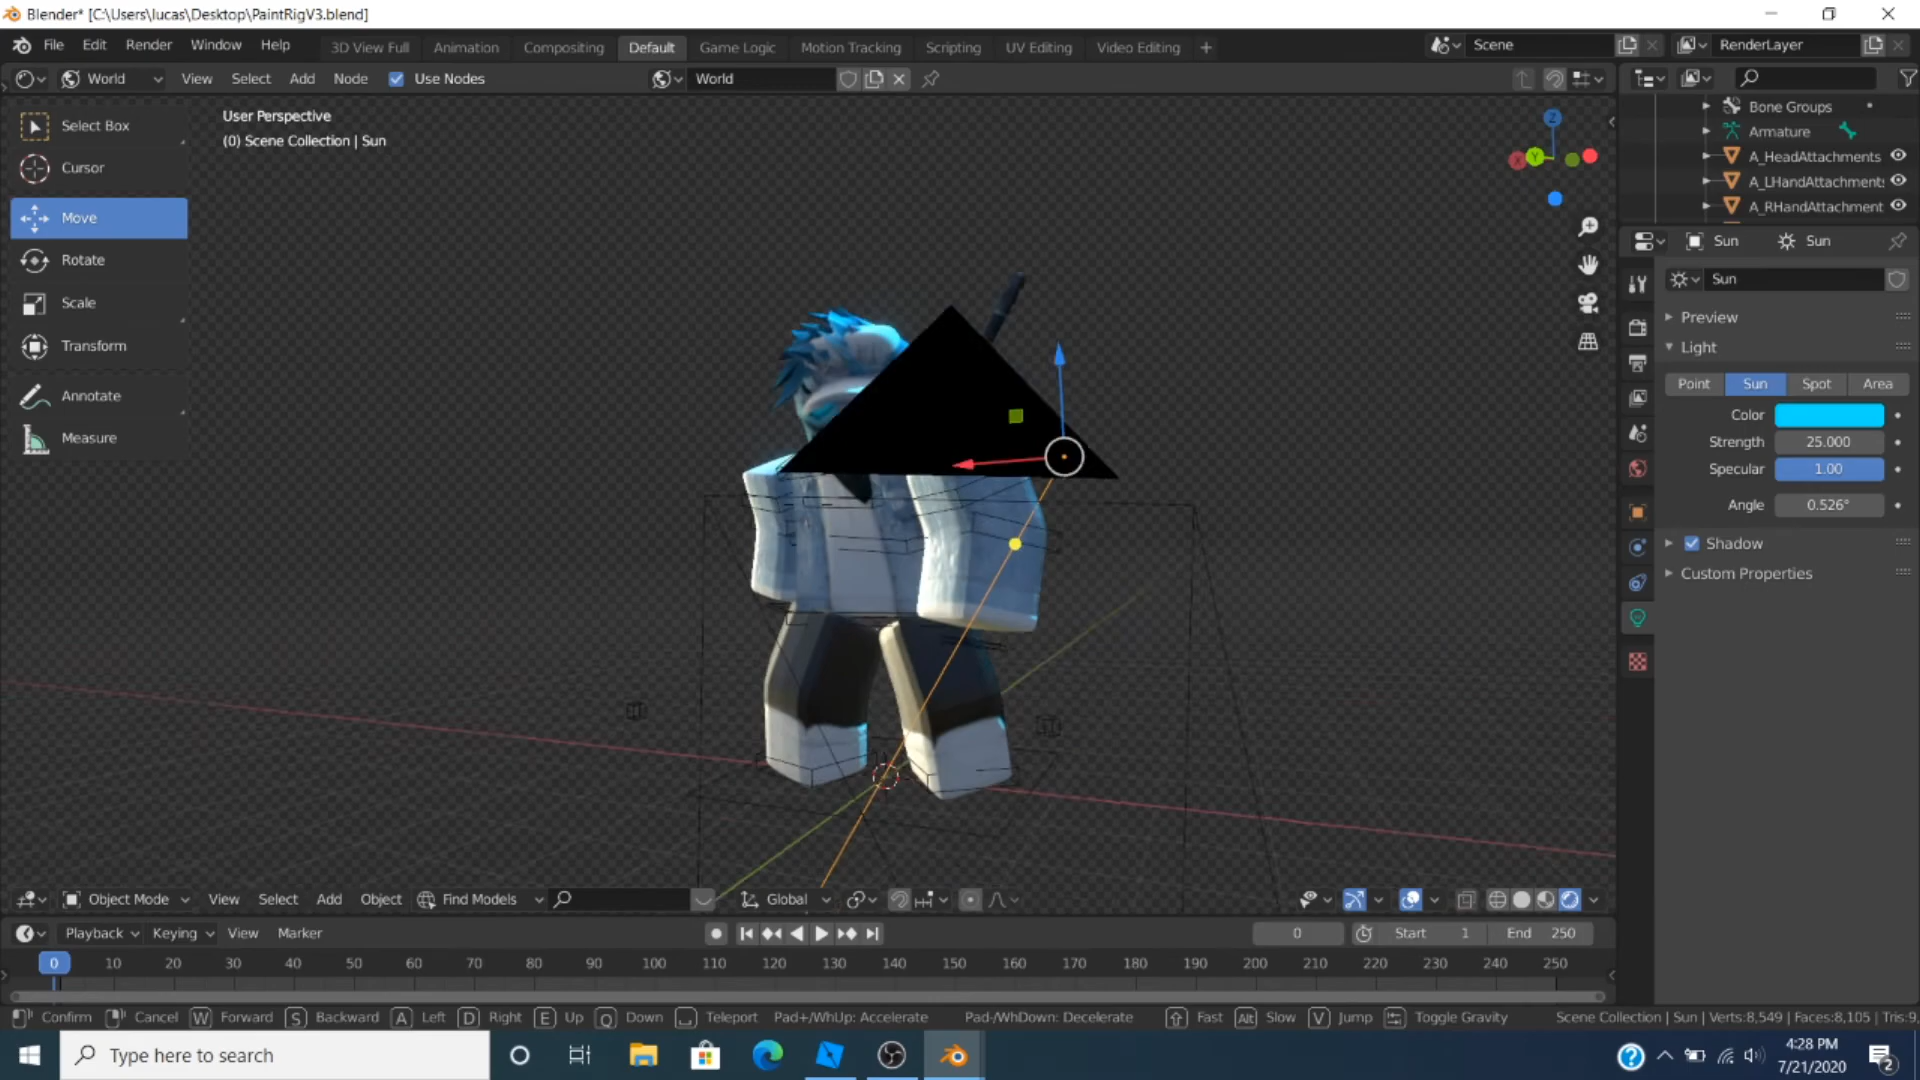 Blender* [C:\Users\lucas\Desktop\PaintRigV3.blend]
File Edit Render Window Help 3D View Full Animation Compositing Default Game Logic Motion Tracking Scripting UV Editing Video Editing + Scene RenderLayer
World View Select Add Node Use Nodes World
User Perspective
(0) Scene Collection | Sun
Select Box
Cursor
Move
Rotate
Scale
Transform
Annotate
Measure
Z
X
Y
Bone Groups
Armature
A_HeadAttachments
A_LHandAttachment:
A_RHandAttachment
Sun Sun
Sun
Preview
Light
Point Sun Spot Area
Color
Strength 25.000
Specular 1.00
Angle 0.526°
Shadow
Custom Properties
Object Mode View Select Add Object Find Models Global
Playback Keying View Marker 0 Start 1 End 250
0 10 20 30 40 50 60 70 80 90 100 110 120 130 140 150 160 170 180 190 200 210 220 230 240 250
Confirm Cancel W Forward S Backward A Left D Right E Up Q Down Teleport Pad+/WhUp: Accelerate Pad-/WhDown: Decelerate Fast Alt Slow V Jump Toggle Gravity Scene Collection | Sun | Verts:8,549 | Faces:8,105 | Tris:9,
Type here to search
4:28 PM
7/21/2020
2